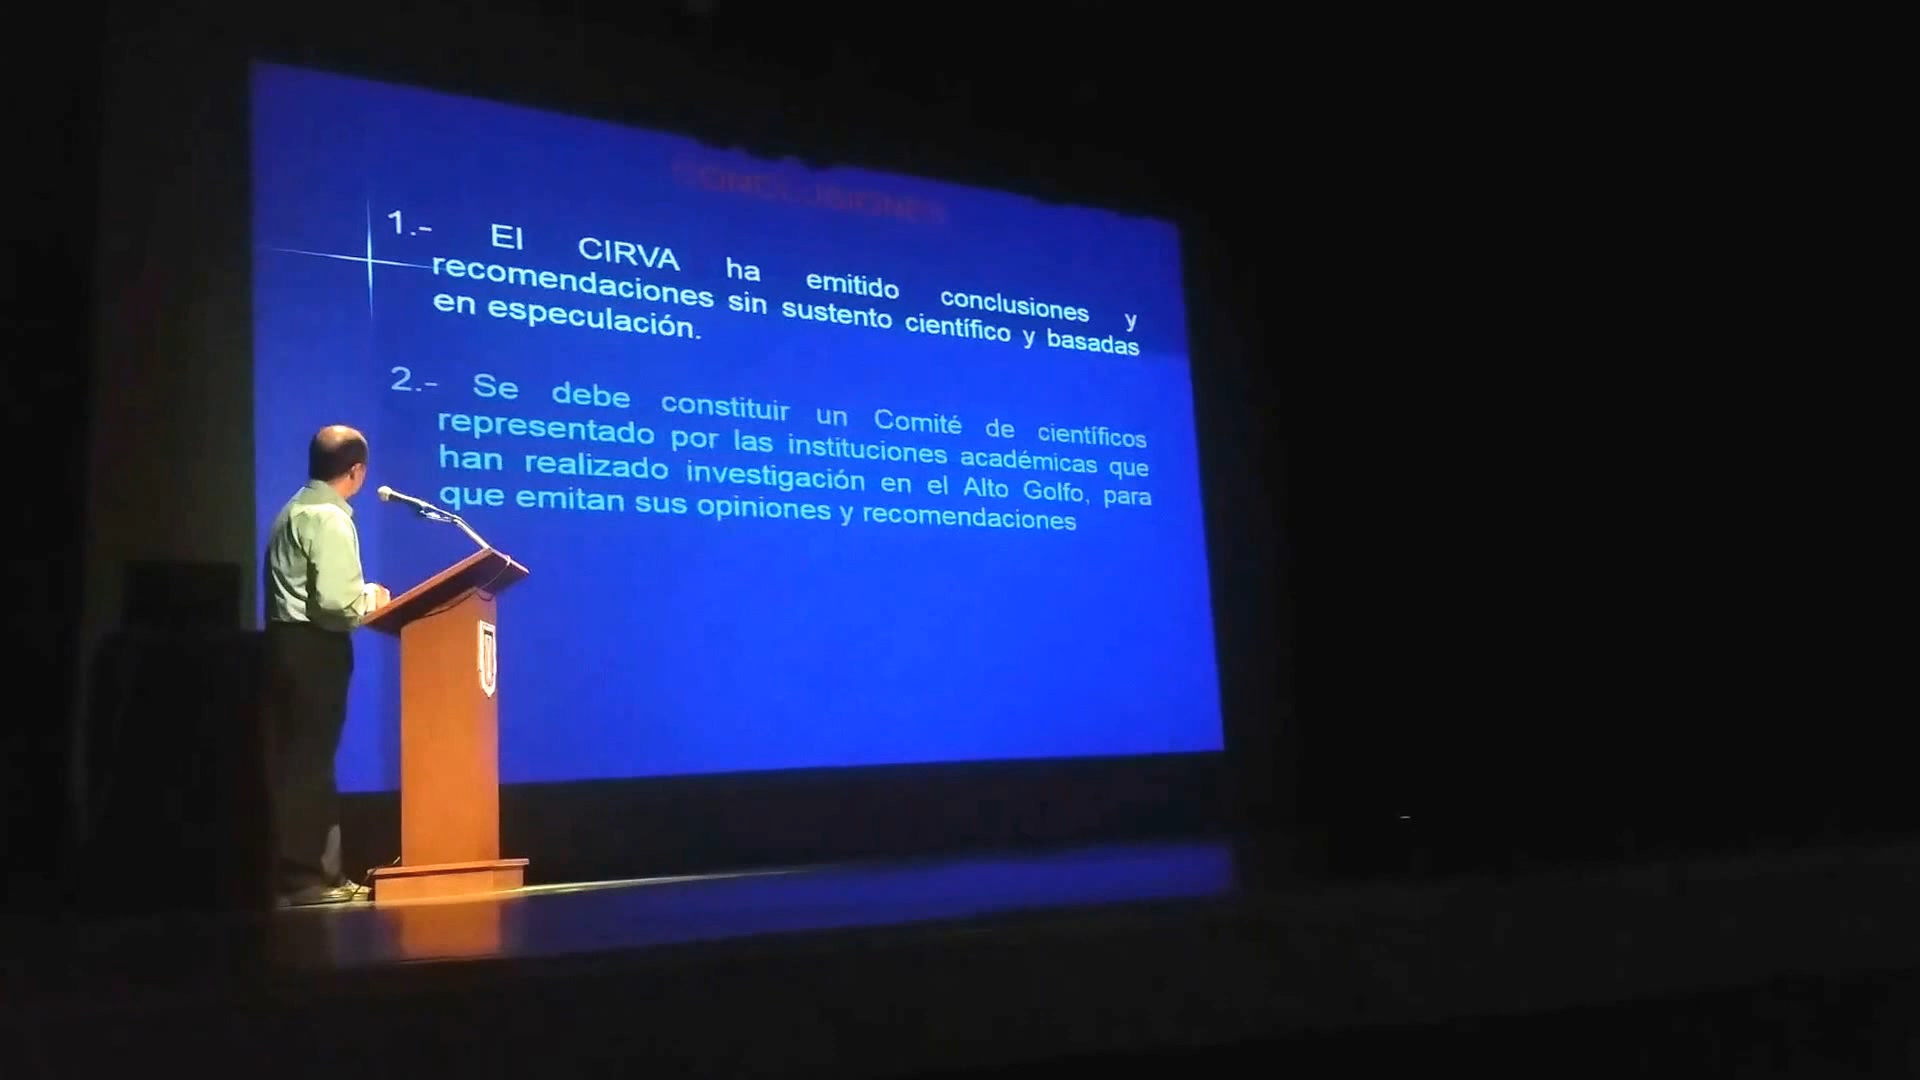 CONCLUSIONES
1.- El CIRVA ha emitido conclusiones y
recomendaciones sin sustento científico y basadas
en especulación.
2.- Se debe constituir un Comité de científicos
representado por las instituciones académicas que
han realizado investigación en el Alto Golfo, para
que emitan sus opiniones y recomendaciones